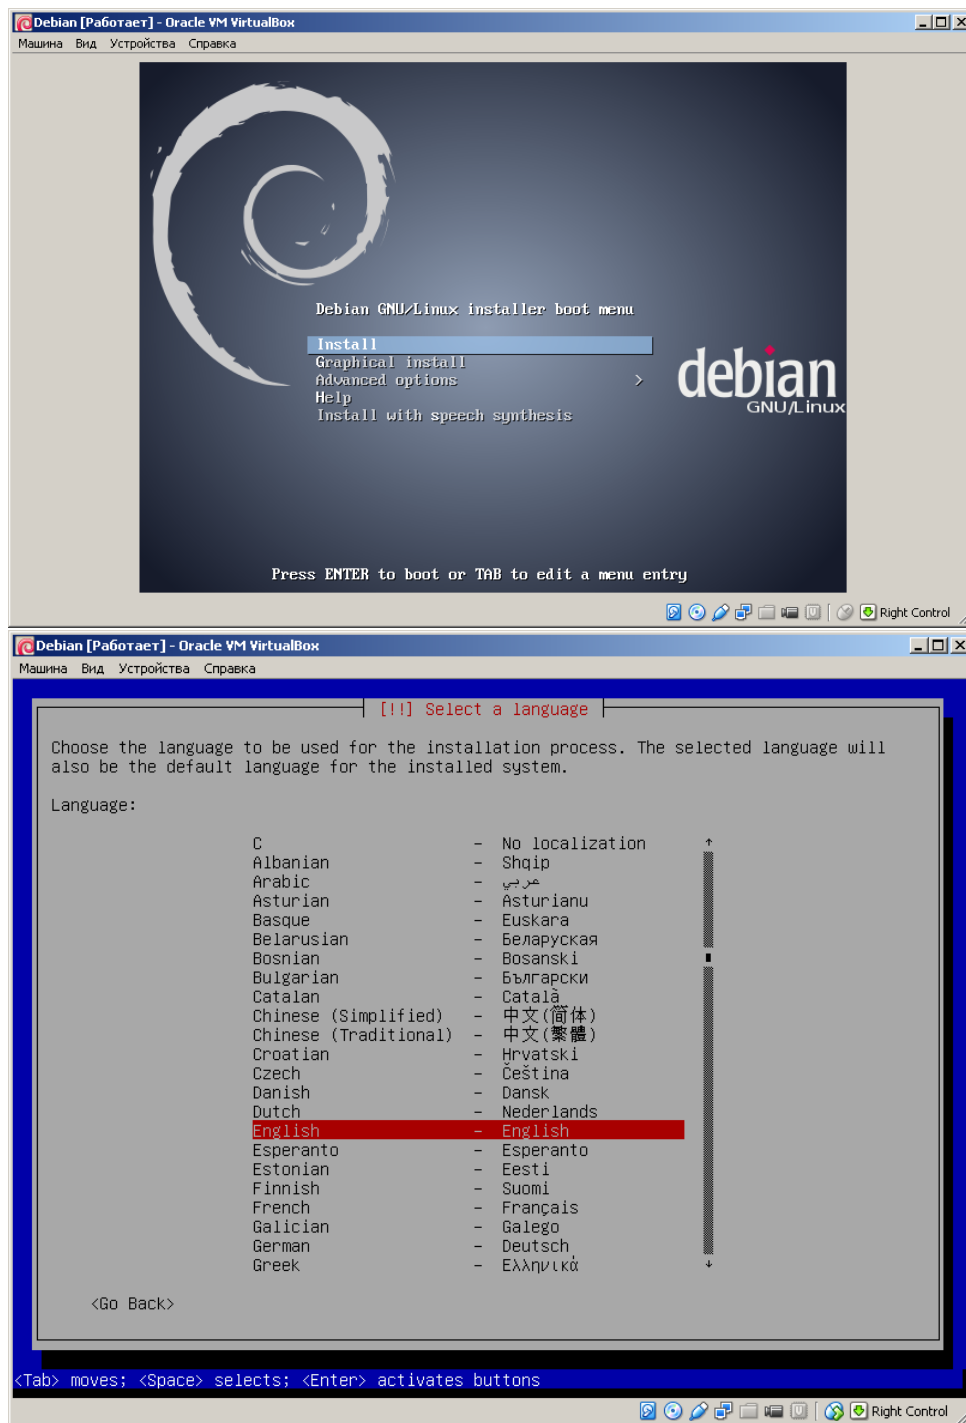 Debian [Работает] - Oracle VM VirtualBox
Машина Вид Устройства Справка
Debian GNU/Linux installer boot menu
Install
Graphical install
Advanced options >
Help
Install with speech synthesis
debian
GNU/Linux
Press ENTER to boot or TAB to edit a menu entry
Right Control
Debian [Работает] - Oracle VM VirtualBox
Машина Вид Устройства Справка
[!!] Select a language
Choose the language to be used for the installation process. The selected language will
also be the default language for the installed system.
Language:
C - No localization
Albanian - Shqip
Arabic - عربي
Asturian - Asturianu
Basque - Euskara
Belarusian - Беларуская
Bosnian - Bosanski
Bulgarian - Български
Catalan - Català
Chinese (Simplified) - 中文(简体)
Chinese (Traditional) - 中文(繁體)
Croatian - Hrvatski
Czech - Čeština
Danish - Dansk
Dutch - Nederlands
English - English
Esperanto - Esperanto
Estonian - Eesti
Finnish - Suomi
French - Français
Galician - Galego
German - Deutsch
Greek - Ελληνικά
<Go Back>
<Tab> moves; <Space> selects; <Enter> activates buttons
Right Control